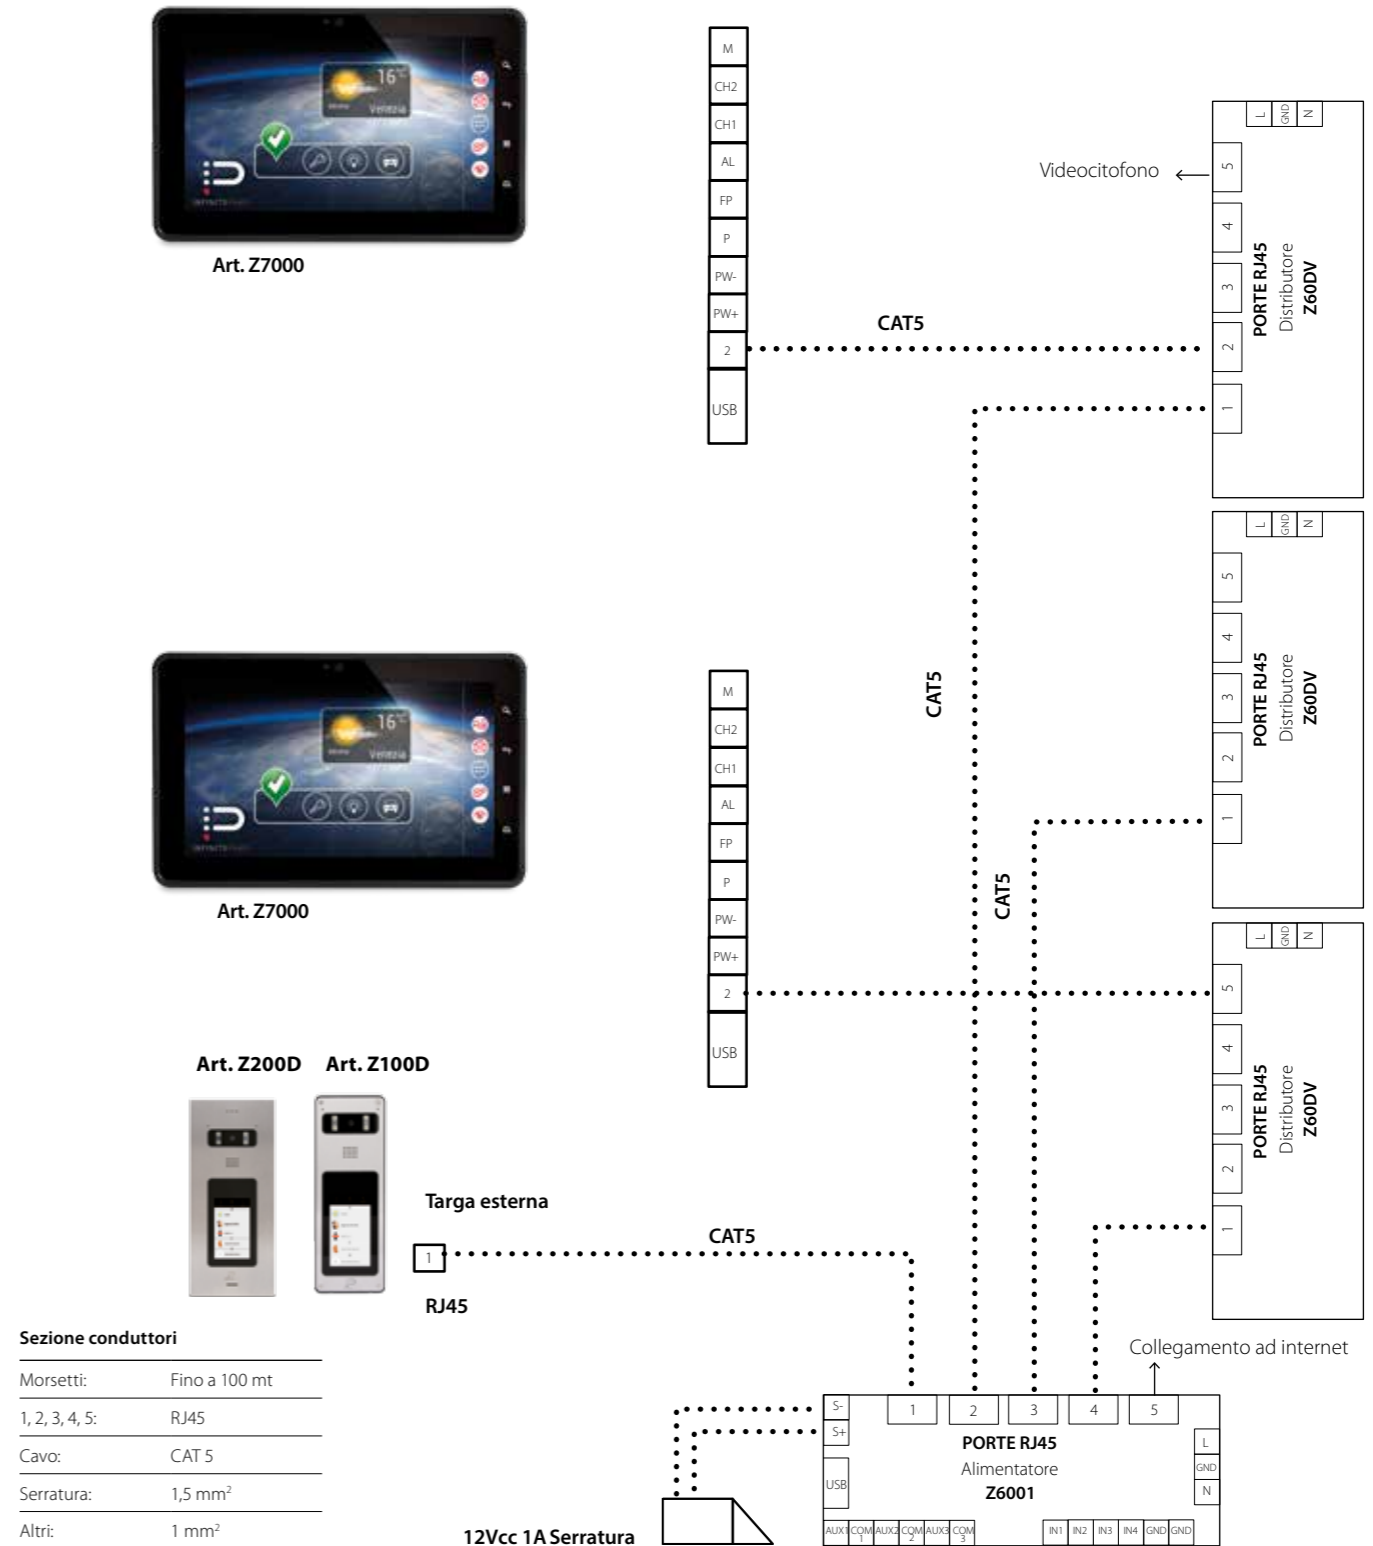 16°
Venezia
Art. Z7000
M
CH2
CH1
AL
FP
P
PW-
PW+
2
USB
CAT5
Videocitofono
L
GND
N
5
4
3
2
1
PORTE RJ45
Distributore
Z60DV
CAT5
CAT5
L
GND
N
5
4
3
2
1
PORTE RJ45
Distributore
Z60DV
16°
Venezia
Art. Z7000
M
CH2
CH1
AL
FP
P
PW-
PW+
2
USB
L
GND
N
5
4
3
2
1
PORTE RJ45
Distributore
Z60DV
Art. Z200D
Art. Z100D
Targa esterna
1
RJ45
CAT5
Sezione conduttori
Morsetti: Fino a 100 mt
1, 2, 3, 4, 5: RJ45
Cavo: CAT 5
Serratura: 1,5 mm²
Altri: 1 mm²
Collegamento ad internet
S-
S+
USB
1
2
3
4
5
PORTE RJ45
Alimentatore
Z6001
L
GND
N
AUX1
COM 1
AUX2
COM 2
AUX3
COM 3
IN1
IN2
IN3
IN4
GND
GND
12Vcc 1A Serratura